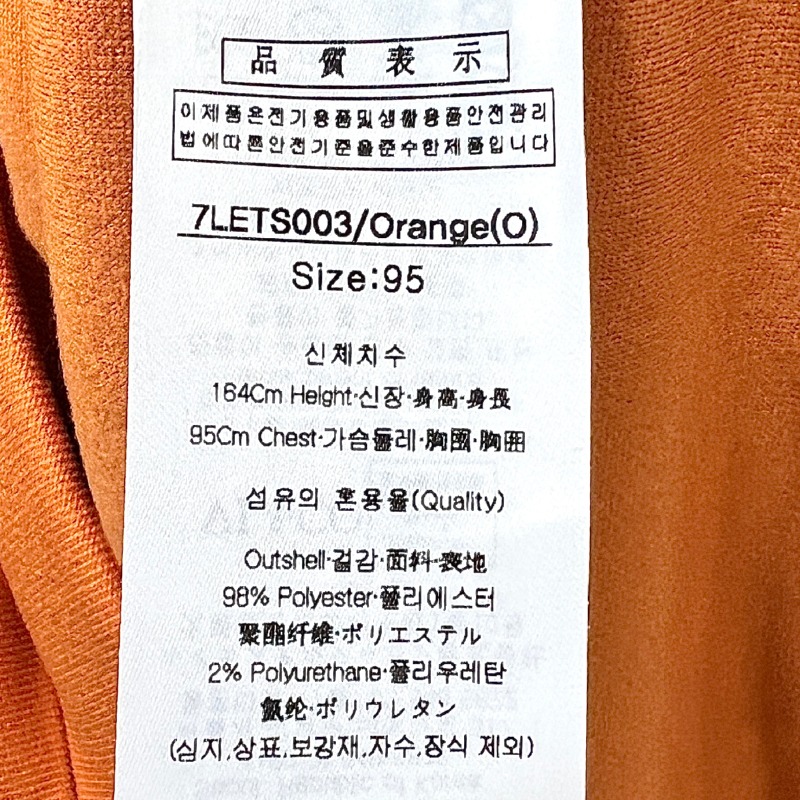 品質表示
이제품은전기용품및생활용품안전관리
법에따른안전기준을준수한제품입니다
7LETS003/Orange(O)
Size:95
신체치수
164Cm Height·신장·身高·身長
95Cm Chest·가슴둘레·胸圍·胸囲
섬유의 혼용율(Quality)
Outshell·겉감·面料·表地
98% Polyester·폴리에스터
聚酯纤维·ポリエステル
2% Polyurethane·폴리우레탄
氨纶·ポリウレタン
(심지,상표,보강재,자수,장식 제외)